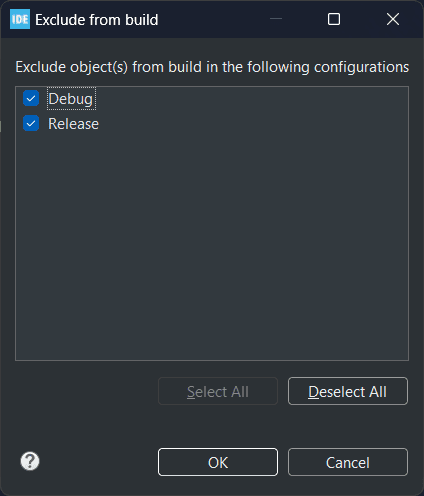 IDE Exclude from build
Exclude object(s) from build in the following configurations
Debug
Release
Select All Deselect All
? OK Cancel